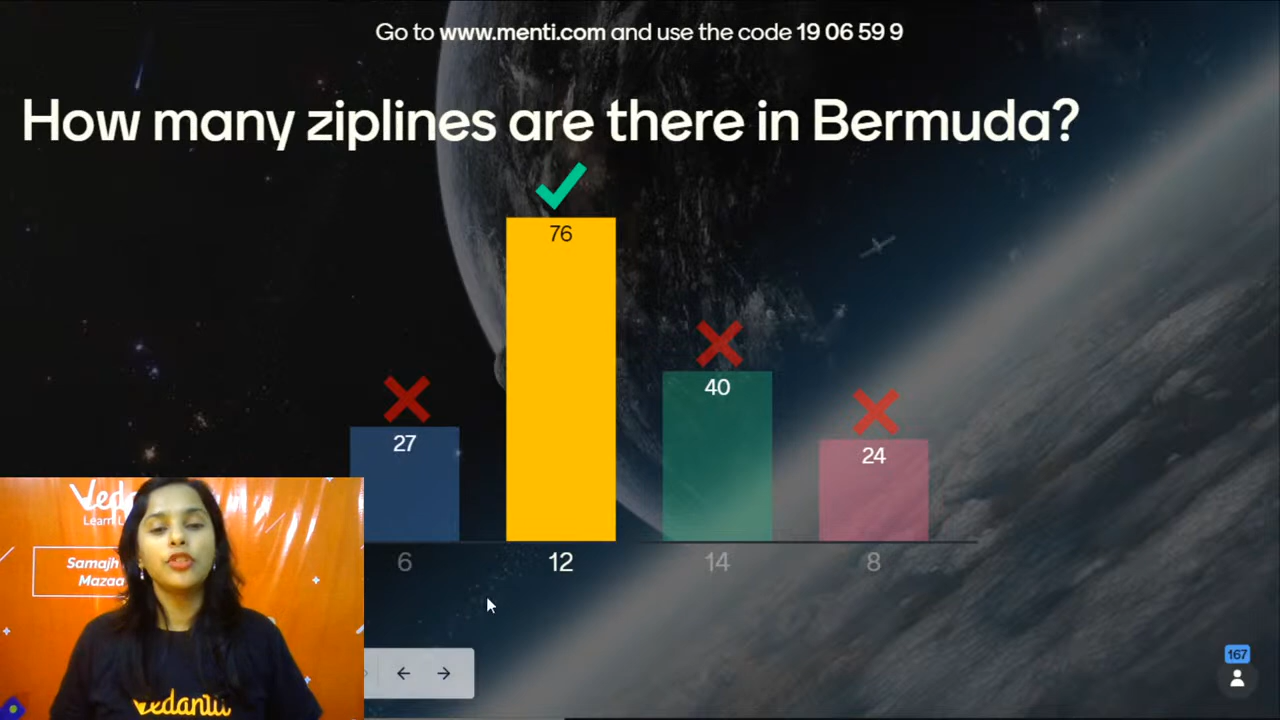 Go to www.menti.com and use the code 19 06 59 9
How many ziplines are there in Bermuda?
76
40
27
24
6
12
14
8
Samajh
Mazaa
Vedantu
167